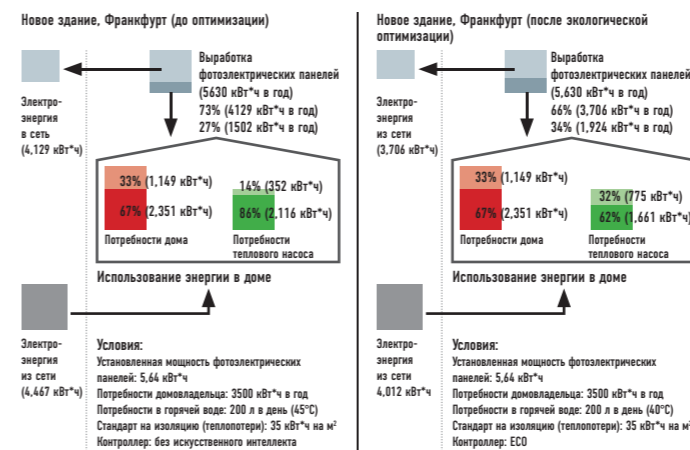 Новое здание, Франкфурт (до оптимизации)
Выработка
фотоэлектрических панелей
(5630 кВт*ч в год)
73% (4129 кВт*ч в год)
27% (1502 кВт*ч в год)
Электро-
энергия
в сеть
(4,129 кВт*ч)
33% (1,149 кВт*ч)
67% (2,351 кВт*ч)
Потребности дома
14% (352 кВт*ч)
86% (2,116 кВт*ч)
Потребности
теплового насоса
Использование энергии в доме
Электро-
энергия
из сети
(4,467 кВт*ч)
Условия:
Установленная мощность фотоэлектрических
панелей: 5,64 кВт*ч
Потребности домовладельца: 3500 кВт*ч в год
Потребности в горячей воде: 200 л в день (45°C)
Стандарт на изоляцию (теплопотери): 35 кВт*ч на м²
Контроллер: без искусственного интеллекта
Новое здание, Франкфурт (после экологической
оптимизации)
Выработка
фотоэлектрических панелей
(5,630 кВт*ч в год)
66% (3,706 кВт*ч в год)
34% (1,924 кВт*ч в год)
Электро-
энергия
из сети
(3,706 кВт*ч)
33% (1,149 кВт*ч)
67% (2,351 кВт*ч)
Потребности дома
32% (775 кВт*ч)
62% (1,661 кВт*ч)
Потребности
теплового насоса
Использование энергии в доме
Электро-
энергия
из сети
4,012 кВт*ч
Условия:
Установленная мощность фотоэлектрических
панелей: 5,64 кВт*ч
Потребности домовладельца: 3500 кВт*ч в год
Потребности в горячей воде: 200 л в день (40°C)
Стандарт на изоляцию (теплопотери): 35 кВт*ч на м²
Контроллер: ECO